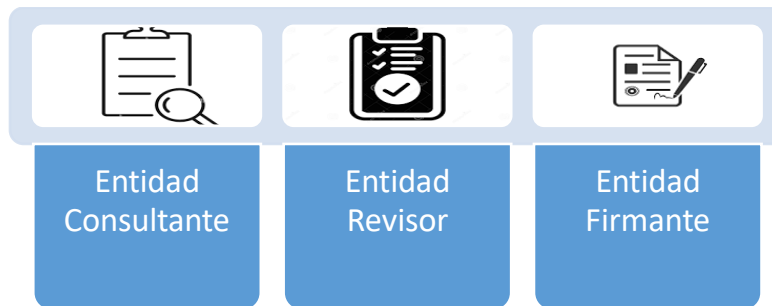 Entidad
Consultante
Entidad
Revisor
Entidad
Firmante